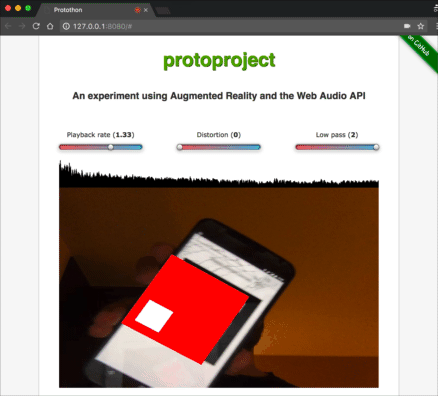 Protothon
127.0.0.1:8080/#
on GitHub
protoproject
An experiment using Augmented Reality and the Web Audio API
Playback rate (1.33) Distortion (0) Low pass (2)